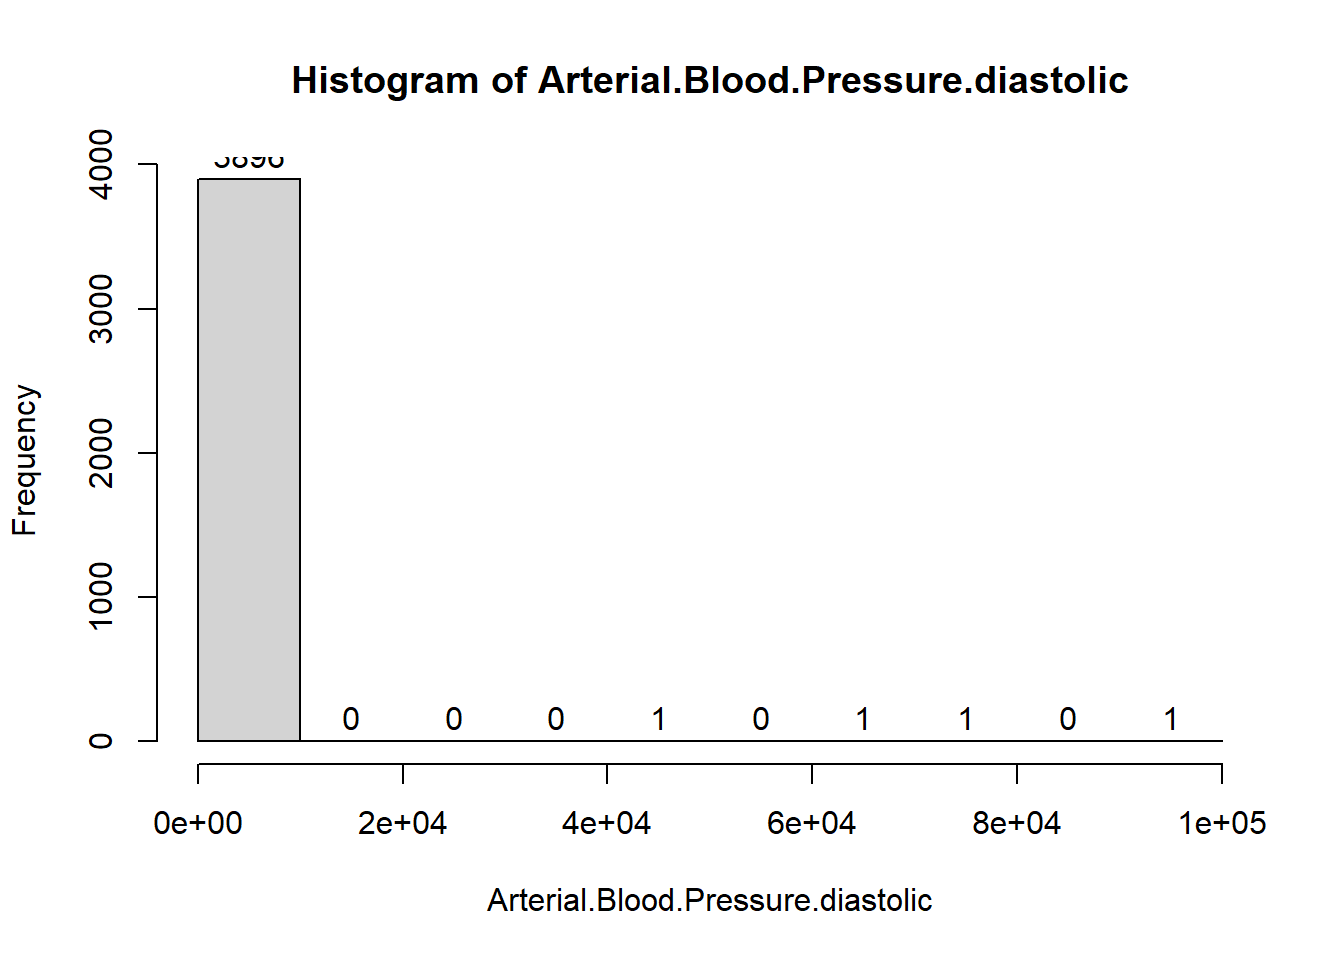 Histogram of Arterial.Blood.Pressure.diastolic
4000
3000
2000
1000
0
Frequency
0 0 0 1 0 1 1 0 1
0e+00 2e+04 4e+04 6e+04 8e+04 1e+05
Arterial.Blood.Pressure.diastolic